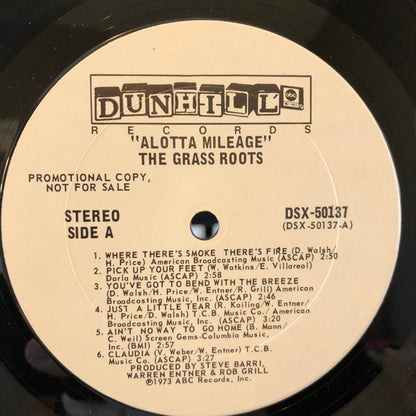 DUNHILL abc
RECORDS
"ALOTTA MILEAGE"
THE GRASS ROOTS
PROMOTIONAL COPY,
NOT FOR SALE
STEREO
SIDE A
DSX-50137
(DSX-50137-A)
1. WHERE THERE'S SMOKE THERE'S FIRE (D. Walsh/
H. Price) American Broadcasting Music (ASCAP) 2:50
2. PICK UP YOUR FEET (W. Watkins/E. Villareal)
Darla Music (ASCAP) 2:58
3. YOU'VE GOT TO BEND WITH THE BREEZE
(D. Walsh/H. Price/W. Entner/R. Grill) American
Broadcasting Music, Inc. (ASCAP) 2:46
4. JUST A LITTLE TEAR (R. Kailing/W. Entner/
H. Price/D. Walsh) T.C.B. Music Co./American
Broadcasting Music, Inc. (ASCAP) 3:20
5. AIN'T NO WAY TO GO HOME (B. Mann/
C. Weil) Screen Gems-Columbia Music,
Inc. (BMI) 2:57
6. CLAUDIA (V. Weber/W. Entner) T.C.B.
Music Co. (ASCAP) 3:27
PRODUCED BY STEVE BARRI,
WARREN ENTNER & ROB GRILL
©1973 ABC Records, Inc.